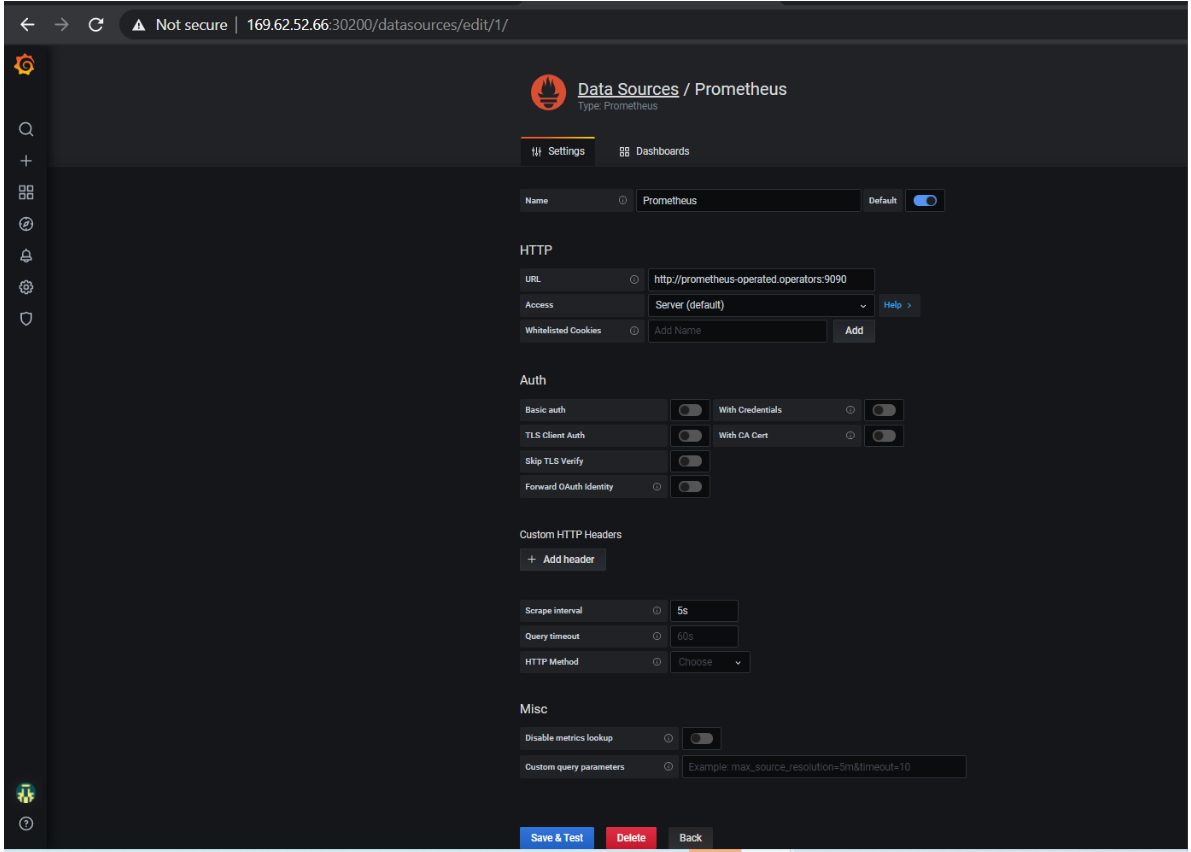 Not secure | 169.62.52.66:30200/datasources/edit/1/
Data Sources / Prometheus
Type: Prometheus
Settings Dashboards
Name Prometheus Default
HTTP
URL http://prometheus-operated.operators:9090
Access Server (default) Help >
Whitelisted Cookies Add Name Add
Auth
Basic auth With Credentials
TLS Client Auth With CA Cert
Skip TLS Verify
Forward OAuth Identity
Custom HTTP Headers
+ Add header
Scrape interval 5s
Query timeout 60s
HTTP Method Choose
Misc
Disable metrics lookup
Custom query parameters Example: max_source_resolution=5m&timeout=10
Save & Test Delete Back